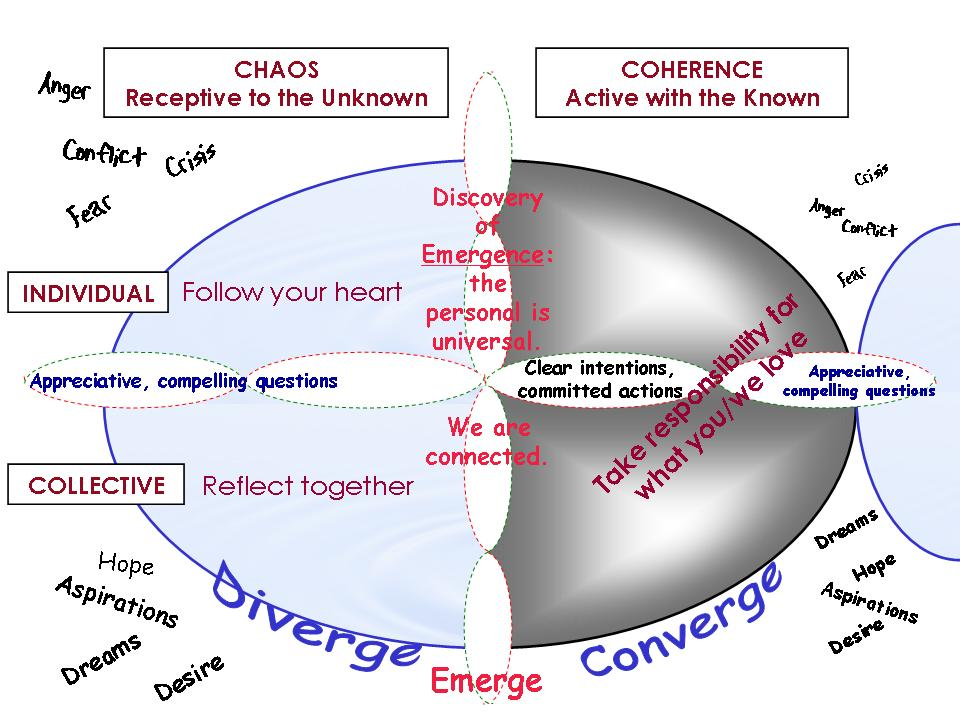 CHAOS
Receptive to the Unknown
COHERENCE
Active with the Known
Anger
Conflict
Crisis
Fear
Crisis
Anger
Conflict
Fear
Discovery
of
Emergence:
the
personal is
universal.
INDIVIDUAL
Follow your heart
Appreciative, compelling questions
Clear intentions,
committed actions
Take responsibility for
what you/we love
Appreciative,
compelling questions
We are
connected.
COLLECTIVE
Reflect together
Hope
Aspirations
Dreams
Desire
Dreams
Hope
Aspirations
Desire
Diverge
Emerge
Converge